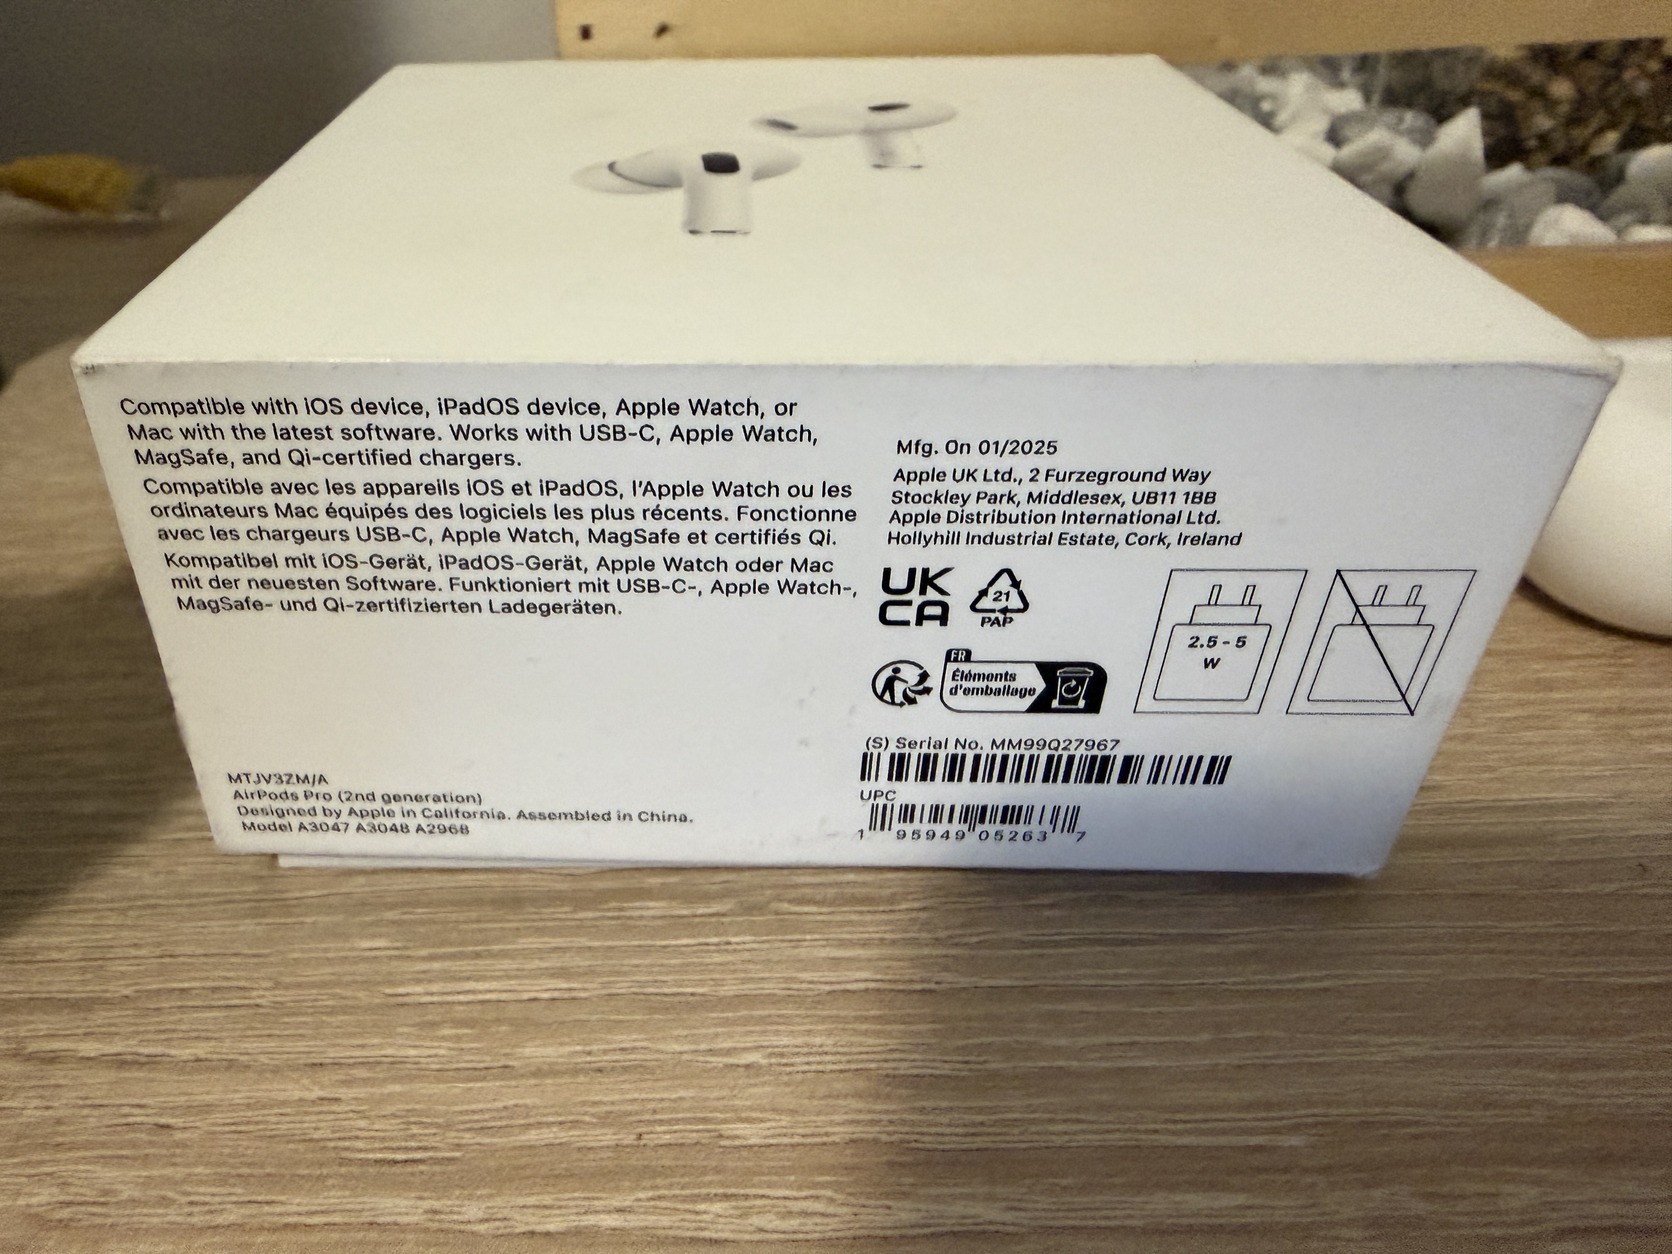 Compatible with iOS device, iPadOS device, Apple Watch, or
Mac with the latest software. Works with USB-C, Apple Watch,
MagSafe, and Qi-certified chargers.
Compatible avec les appareils iOS et iPadOS, l'Apple Watch ou les
ordinateurs Mac équipés des logiciels les plus récents. Fonctionne
avec les chargeurs USB-C, Apple Watch, MagSafe et certifiés Qi.
Kompatibel mit iOS-Gerät, iPadOS-Gerät, Apple Watch oder Mac
mit der neuesten Software. Funktioniert mit USB-C-, Apple Watch-,
MagSafe- und Qi-zertifizierten Ladegeräten.
MTJV3ZM/A
AirPods Pro (2nd generation)
Designed by Apple in California. Assembled in China.
Model A3047 A3048 A2968
Mfg. On 01/2025
Apple UK Ltd., 2 Furzeground Way
Stockley Park, Middlesex, UB11 1BB
Apple Distribution International Ltd.
Hollyhill Industrial Estate, Cork, Ireland
UK
CA
21
PAP
FR
Éléments
d'emballage
2.5 - 5
W
(S) Serial No. MM99Q27967
UPC
1 95949 05263 7